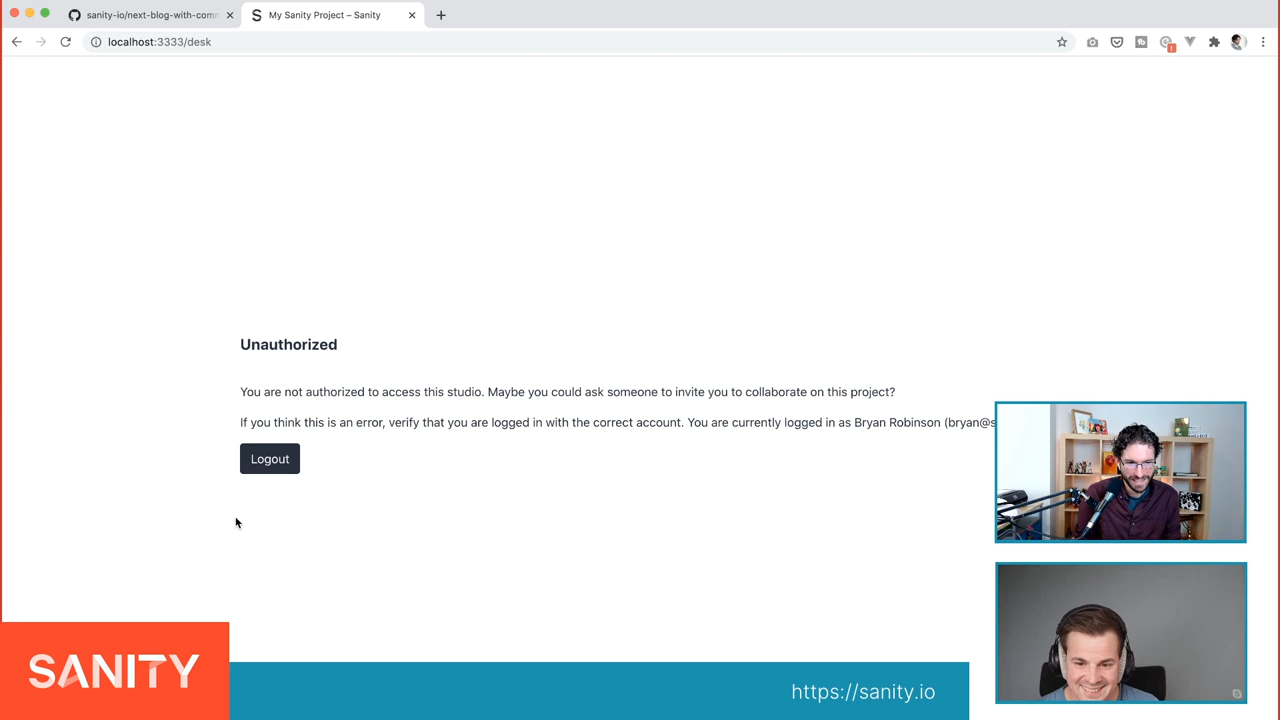 sanity-io/next-blog-with-comm
My Sanity Project – Sanity
localhost:3333/desk
Unauthorized
You are not authorized to access this studio. Maybe you could ask someone to invite you to collaborate on this project?
If you think this is an error, verify that you are logged in with the correct account. You are currently logged in as Bryan Robinson (bryan@s
Logout
SANITY
https://sanity.io